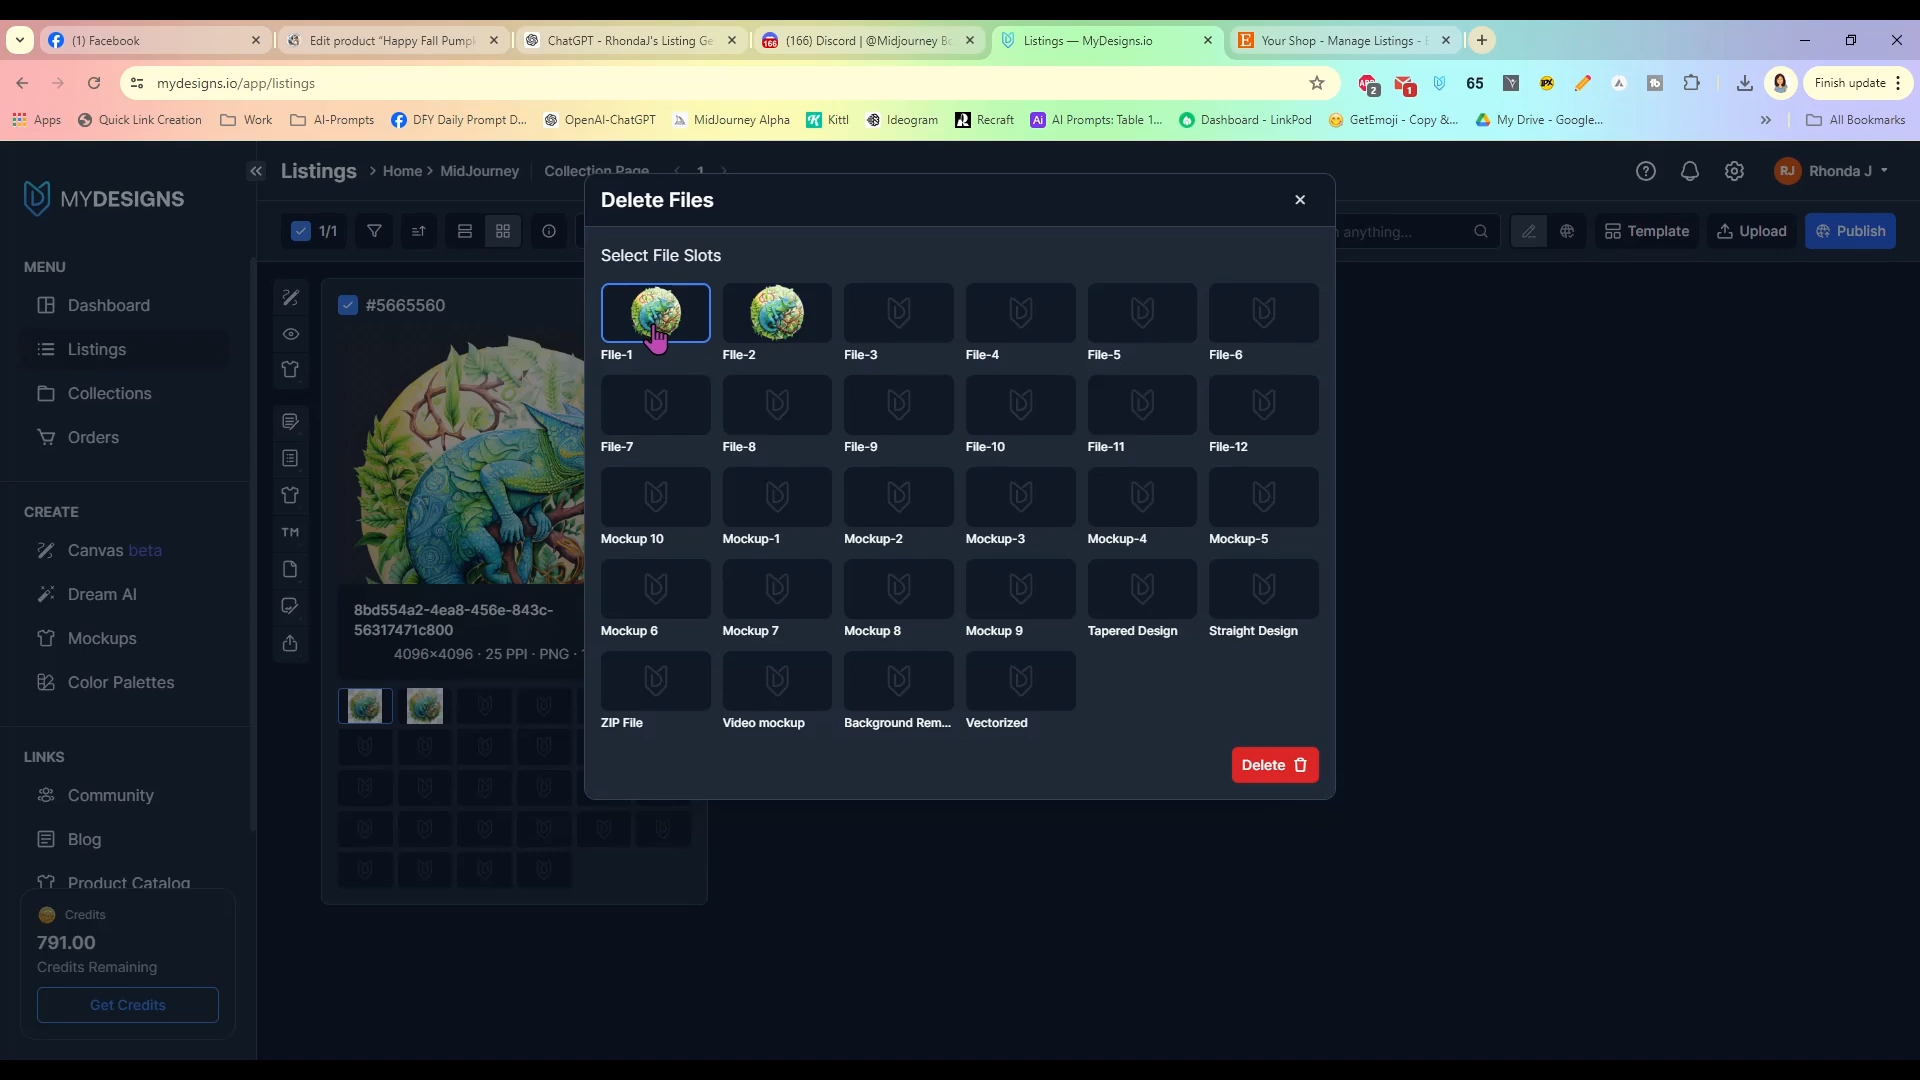 (1) Facebook
Edit product "Happy Fall Pump
ChatGPT - RhondaJ's Listing Ge
(166) Discord | @Midjourney Bo
Listings — MyDesigns.io
Your Shop - Manage Listings - E
mydesigns.io/app/listings
2
1
65
Finish update
Apps
Quick Link Creation
Work
AI-Prompts
DFY Daily Prompt D...
OpenAI-ChatGPT
MidJourney Alpha
Kittl
Ideogram
Recraft
AI Prompts: Table 1...
Dashboard - LinkPod
GetEmoji - Copy &...
My Drive - Google...
All Bookmarks
MYDESIGNS
Listings
Home
MidJourney
Collection Page
1
RJ
Rhonda J
1/1
n anything...
Template
Upload
Publish
MENU
Dashboard
Listings
Collections
Orders
CREATE
Canvas beta
Dream AI
Mockups
Color Palettes
LINKS
Community
Blog
Product Catalog
Credits
791.00
Credits Remaining
Get Credits
TM
#5665560
8bd554a2-4ea8-456e-843c-
56317471c800
4096×4096 · 25 PPI · PNG ·
Delete Files
Select File Slots
File-1
File-2
File-3
File-4
File-5
File-6
File-7
File-8
File-9
File-10
File-11
File-12
Mockup 10
Mockup-1
Mockup-2
Mockup-3
Mockup-4
Mockup-5
Mockup 6
Mockup 7
Mockup 8
Mockup 9
Tapered Design
Straight Design
ZIP File
Video mockup
Background Rem...
Vectorized
Delete